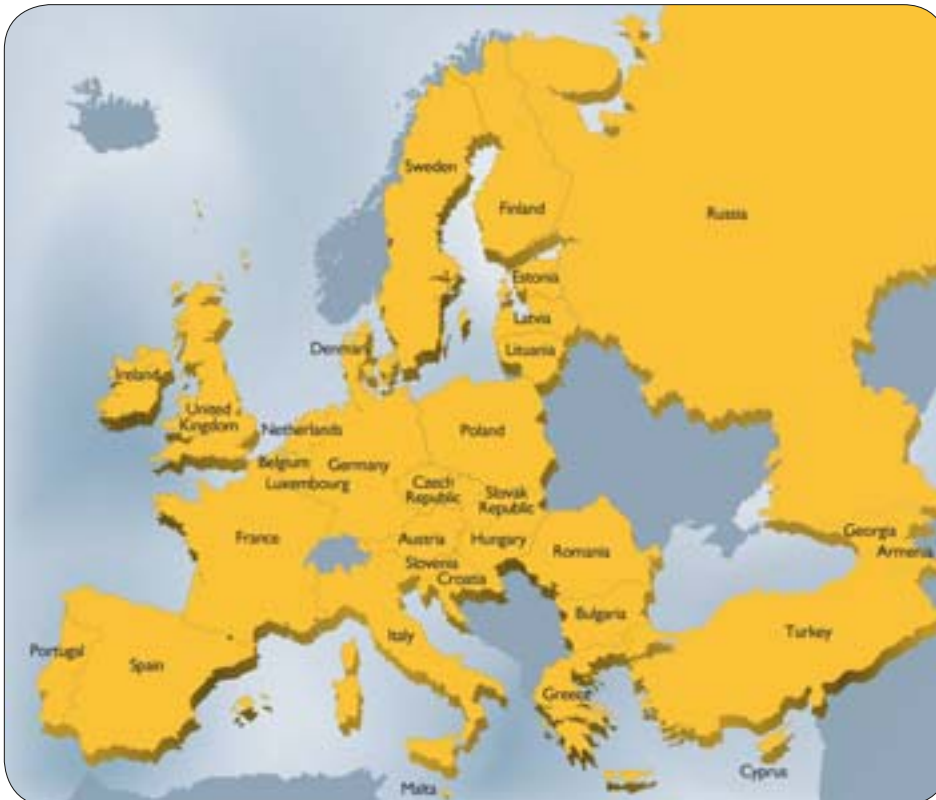 Sweden
Finland
Russia
Estonia
Latvia
Denmark
Lituania
Ireland
United
Kingdom
Netherlands
Poland
Belgium
Germany
Luxembourg
Czech
Republic
Slovak
Republic
France
Austria
Hungary
Romania
Georgia
Armenia
Slovenia
Croatia
Bulgaria
Italy
Turkey
Portugal
Spain
Greece
Cyprus
Malta